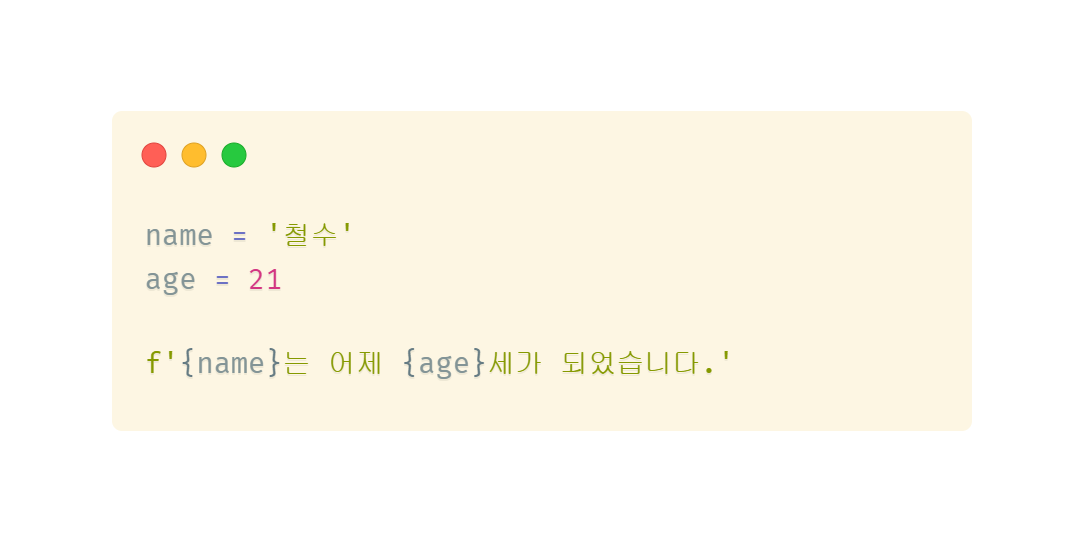 name = '철수'
age = 21
f'{name}는 어제 {age}세가 되었습니다.'